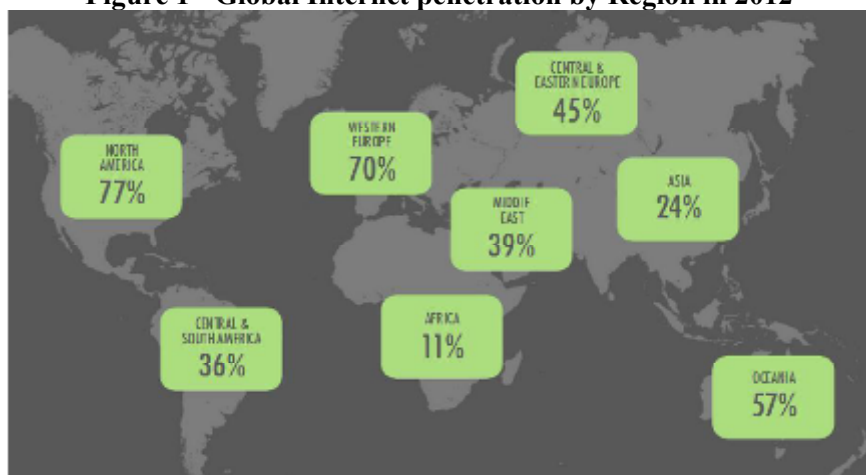 Figure 1 - Global Internet penetration by Region in 2012
CENTRAL &
EASTERN EUROPE
45%
WESTERN
EUROPE
70%
NORTH
AMERICA
77%
ASIA
24%
MIDDLE
EAST
39%
CENTRAL &
SOUTH AMERICA
36%
AFRICA
11%
OCEANIA
57%